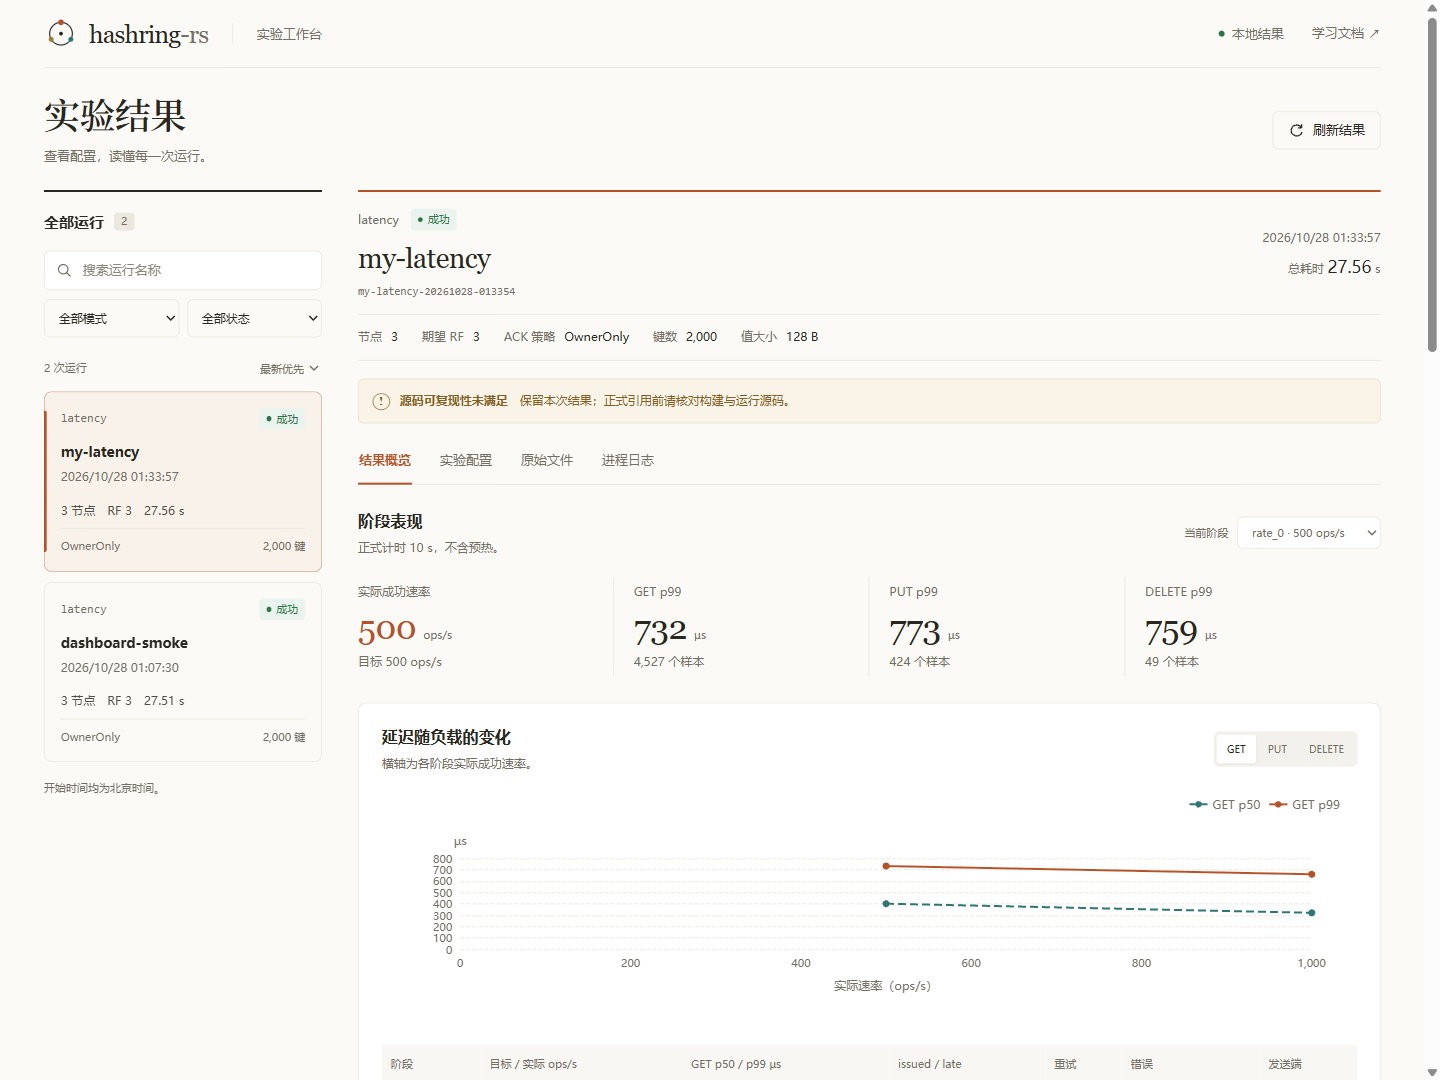 hashring-rs
实验工作台
本地结果
学习文档 ↗
实验结果
查看配置，读懂每一次运行。
刷新结果
全部运行 2
搜索运行名称
全部模式
全部状态
2 次运行
最新优先
latency
成功
my-latency
2026/10/28 01:33:57
3 节点 RF 3 27.56 s
OwnerOnly
2,000 键
latency
成功
dashboard-smoke
2026/10/28 01:07:30
3 节点 RF 3 27.51 s
OwnerOnly
2,000 键
开始时间均为北京时间。
latency
成功
my-latency
my-latency-20261028-013354
2026/10/28 01:33:57
总耗时 27.56 s
节点 3 期望 RF 3 ACK 策略 OwnerOnly 键数 2,000 值大小 128 B
源码可复现性未满足 保留本次结果；正式引用前请核对构建与运行源码。
结果概览
实验配置
原始文件
进程日志
阶段表现
正式计时 10 s，不含预热。
当前阶段
rate_0 · 500 ops/s
实际成功速率
500 ops/s
目标 500 ops/s
GET p99
732 μs
4,527 个样本
PUT p99
773 μs
424 个样本
DELETE p99
759 μs
49 个样本
延迟随负载的变化
横轴为各阶段实际成功速率。
GET
PUT
DELETE
GET p50
GET p99
μs
800
700
600
500
400
300
200
100
0
0
200
400
600
800
1,000
实际速率（ops/s）
阶段
目标 / 实际 ops/s
GET p50 / p99 μs
issued / late
重试
错误
发送端